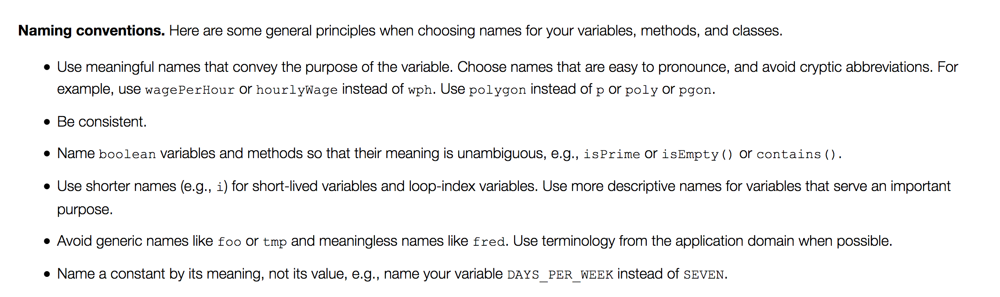 Naming conventions. Here are some general principles when choosing names for your variables, methods, and classes.
• Use meaningful names that convey the purpose of the variable. Choose names that are easy to pronounce, and avoid cryptic abbreviations. For
example, use wagePerHour or hourlyWage instead of wph. Use polygon instead of p or poly or pgon.
• Be consistent.
• Name boolean variables and methods so that their meaning is unambiguous, e.g., isPrime or isEmpty() or contains().
• Use shorter names (e.g., i) for short-lived variables and loop-index variables. Use more descriptive names for variables that serve an important
purpose.
• Avoid generic names like foo or tmp and meaningless names like fred. Use terminology from the application domain when possible.
• Name a constant by its meaning, not its value, e.g., name your variable DAYS_PER_WEEK instead of SEVEN.